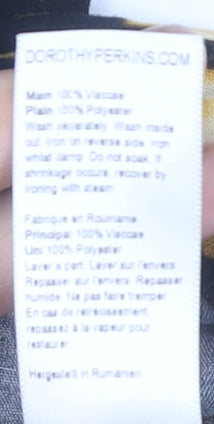 DOROTHYPERKINS.COM
Main 100% Viscose
Plain 100% Polyester
Wash separately. Wash inside
out. Iron on reverse side. Iron
whilst damp. Do not soak. If
shrinkage occurs, recover by
ironing with steam.
Fabriqué en Roumanie
Principal 100% Viscose
Uni 100% Polyester
Laver a part. Laver sur l'envers.
Repasser sur l'envers. Repasser
humide. Ne pas faire tremper
En cas de retrecissement,
repassez à la vapeur pour
restaurer.
Hergestellt in Rumänien